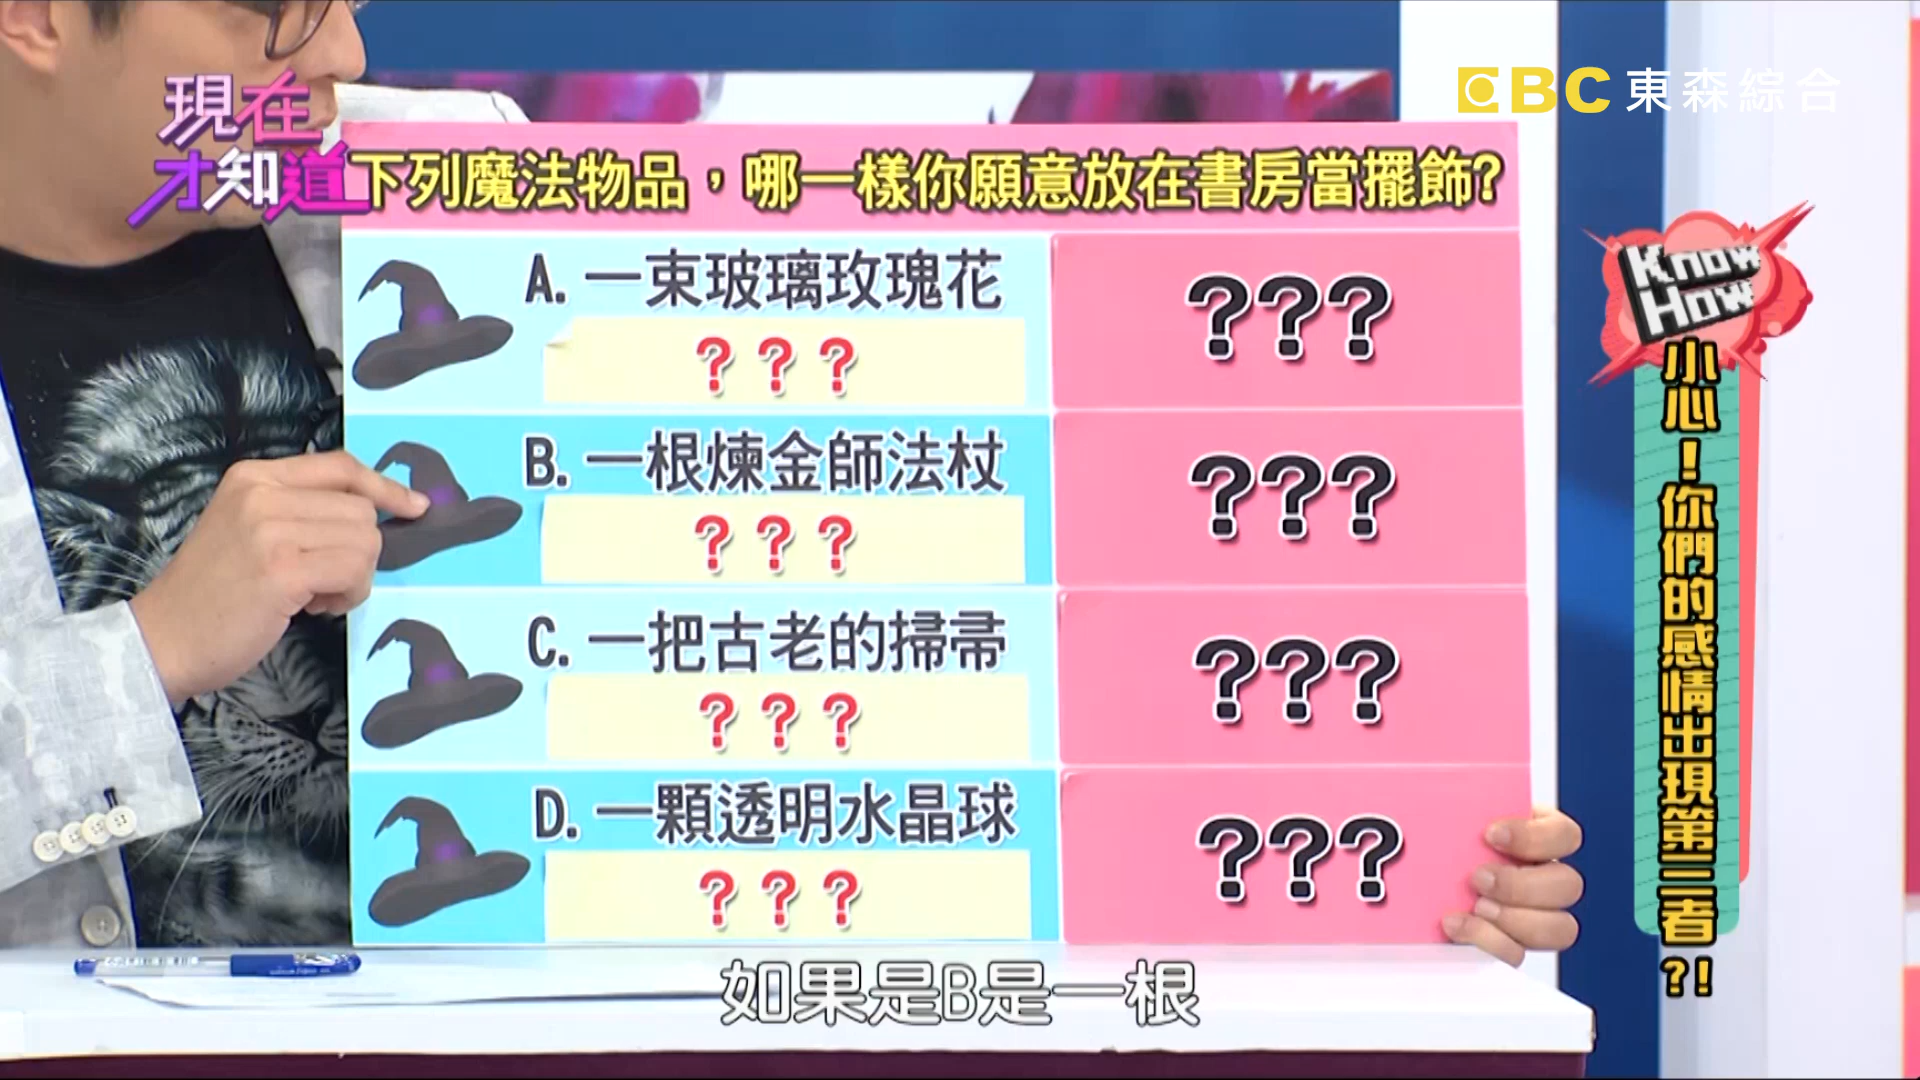 現在
才知道
EBC 東森綜合
下列魔法物品，哪一樣你願意放在書房當擺飾?
A. 一束玻璃玫瑰花
? ? ?
???
B. 一根煉金師法杖
? ? ?
???
C. 一把古老的掃帚
? ? ?
???
D. 一顆透明水晶球
? ? ?
???
Know
How
小心!你們的感情出現第三者?!
如果是B是一根